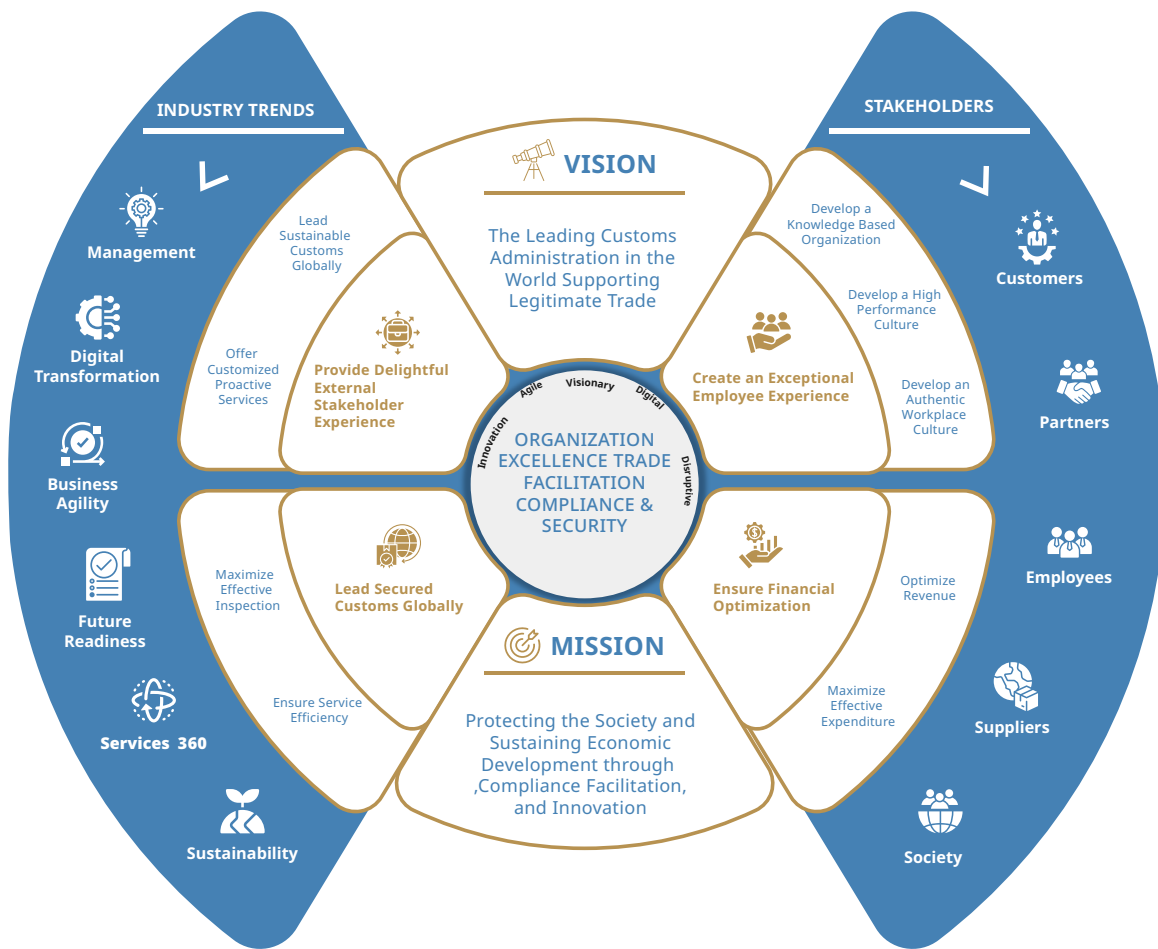 INDUSTRY TRENDS
Management
Digital
Transformation
Business
Agility
Future
Readiness
Services 360
Sustainability
Lead
Sustainable
Customs
Globally
Offer
Customized
Proactive
Services
Provide Delightful
External
Stakeholder
Experience
Maximize
Effective
Inspection
Ensure Service
Efficiency
Lead Secured
Customs Globally
VISION
The Leading Customs
Administration in the
World Supporting
Legitimate Trade
Innovation
Agile
Visionary
Digital
Disruptive
ORGANIZATION
EXCELLENCE TRADE
FACILITATION
COMPLIANCE &
SECURITY
MISSION
Protecting the Society and
Sustaining Economic
Development through
,Compliance Facilitation,
and Innovation
Create an Exceptional
Employee Experience
Develop a
Knowledge Based
Organization
Develop a High
Performance
Culture
Develop an
Authentic
Workplace
Culture
Ensure Financial
Optimization
Optimize
Revenue
Maximize
Effective
Expenditure
STAKEHOLDERS
Customers
Partners
Employees
Suppliers
Society